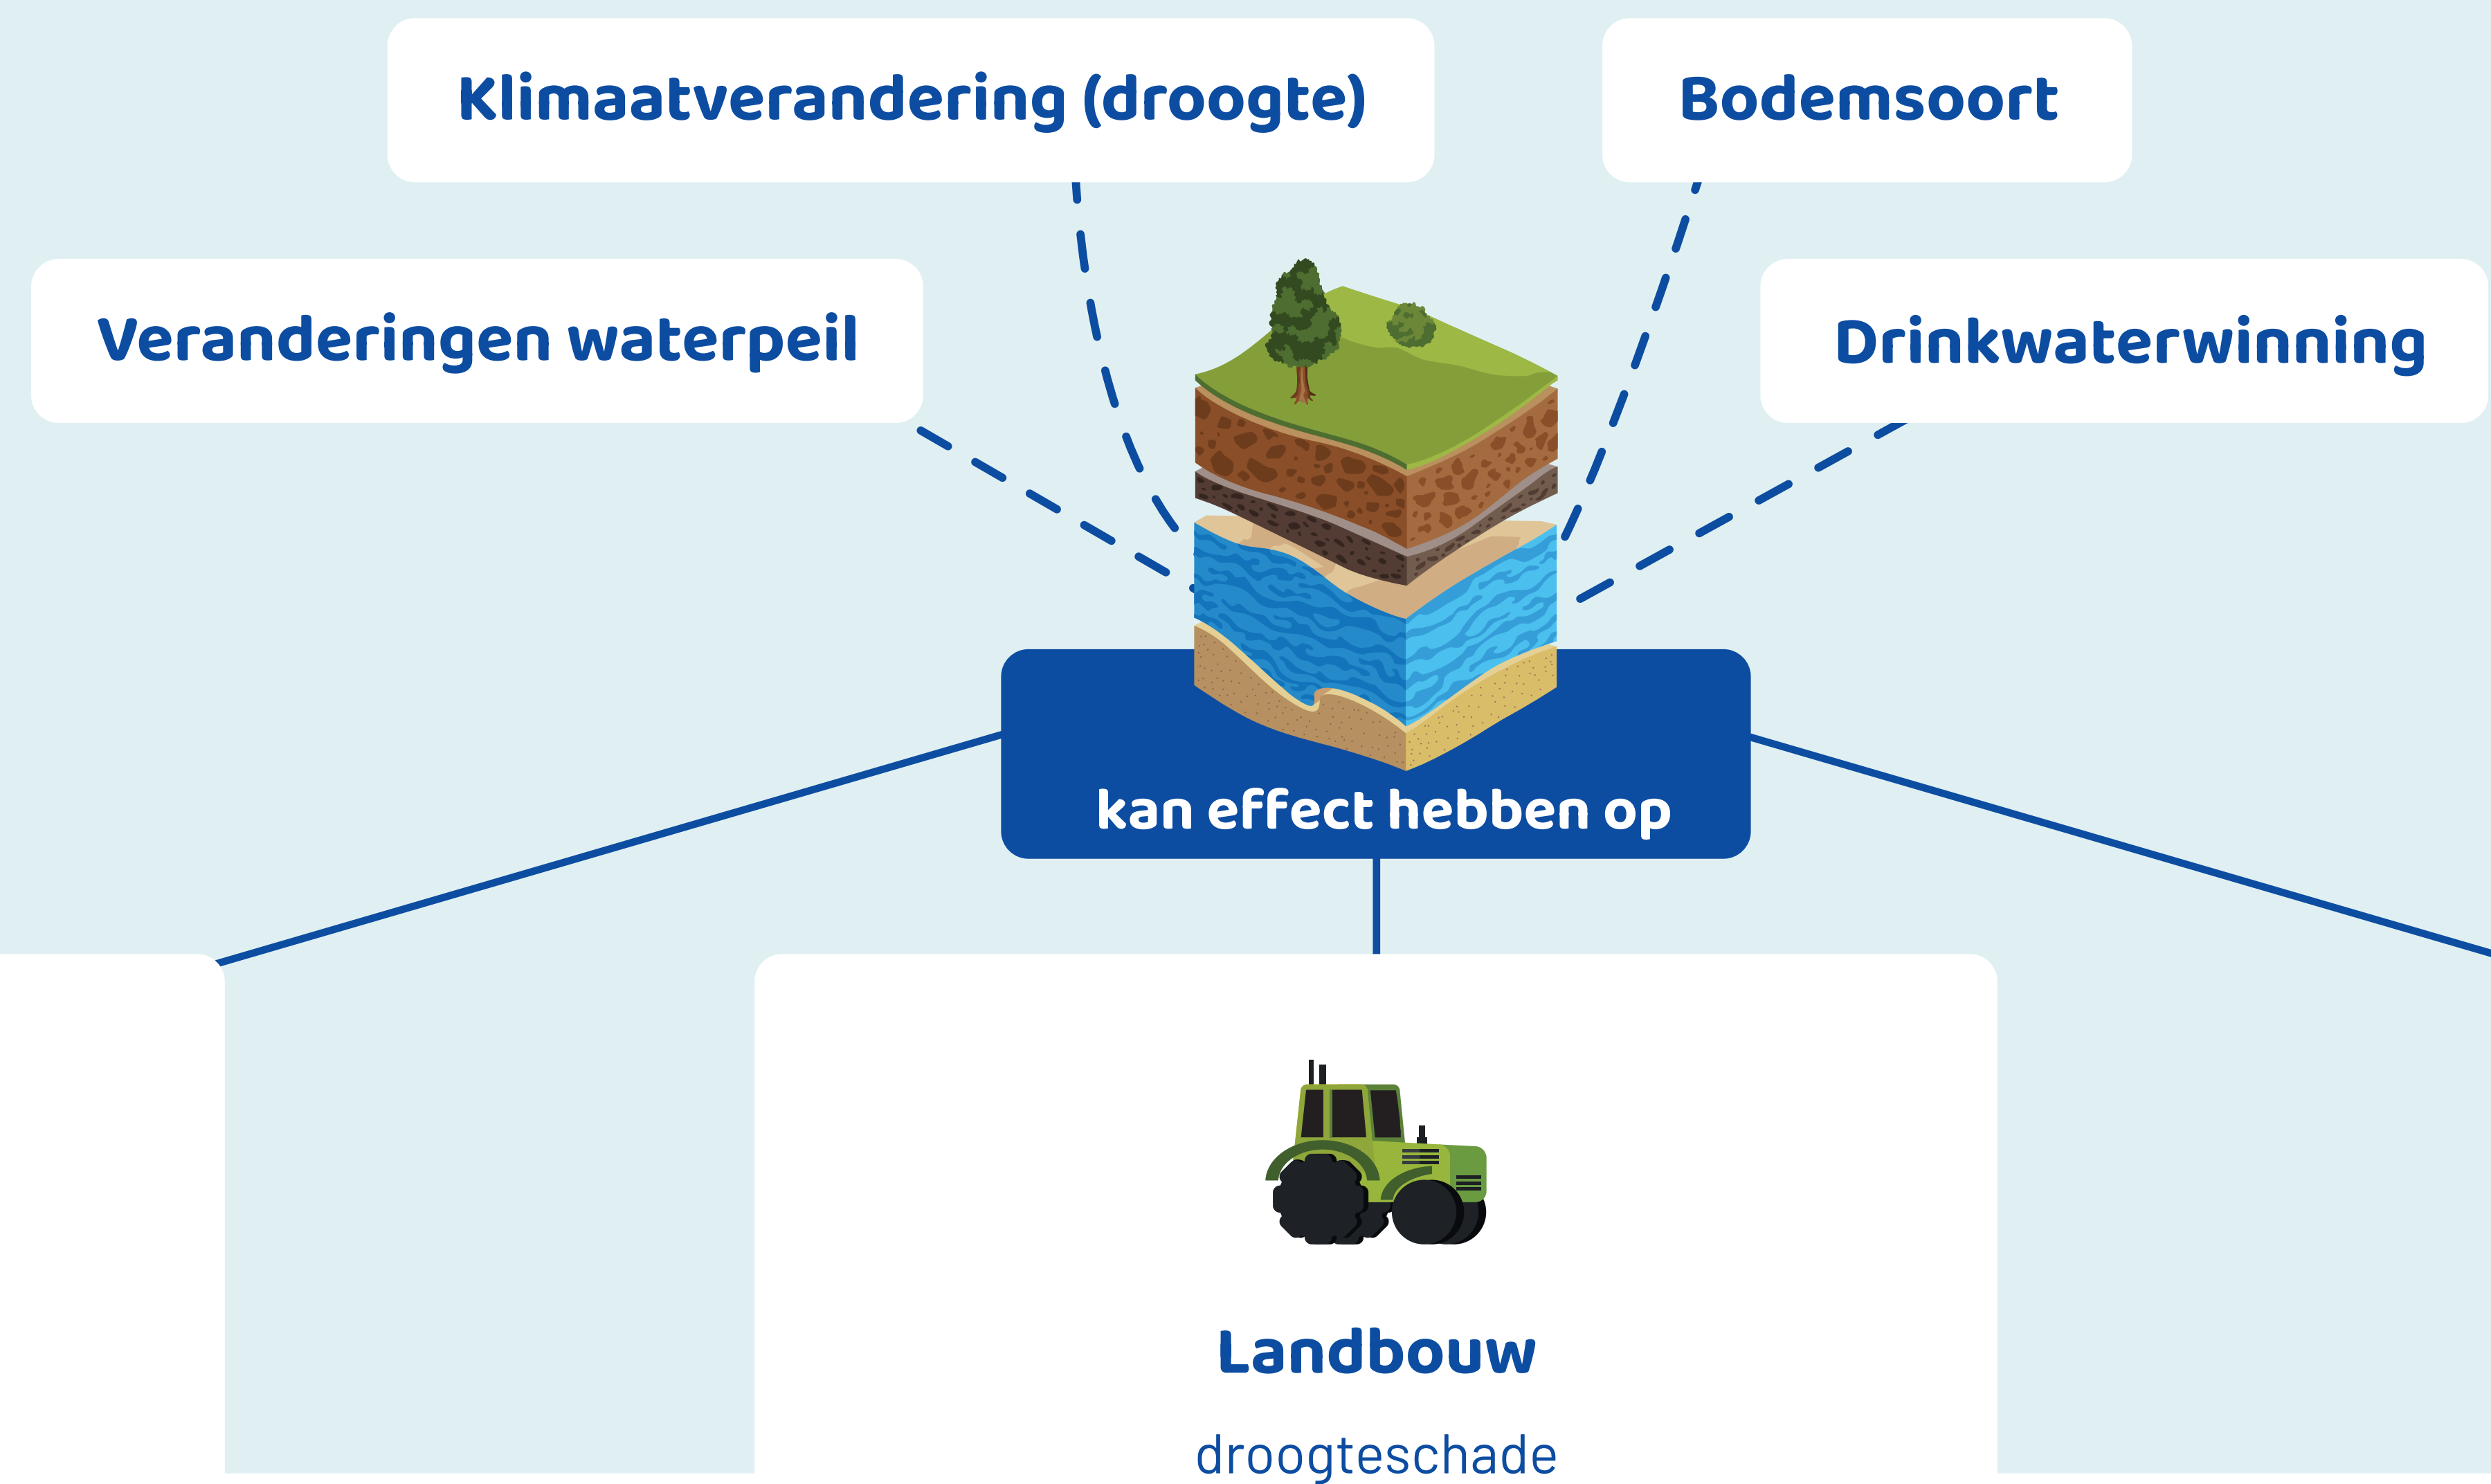 Klimaatverandering (droogte)
Bodemsoort
Veranderingen waterpeil
Drinkwaterwinning
kan effect hebben op
Landbouw
droogteschade